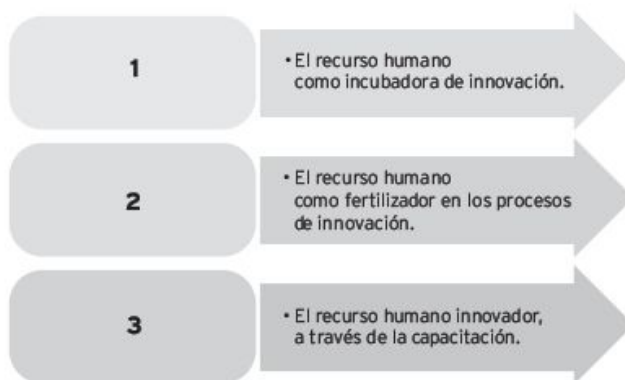 1
• El recurso humano
como incubadora de innovación.
2
• El recurso humano
como fertilizador en los procesos
de innovación.
3
• El recurso humano innovador,
a través de la capacitación.